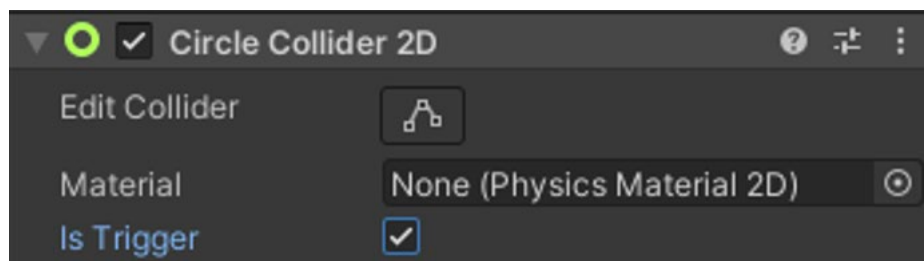 Circle Collider 2D
Edit Collider
Material None (Physics Material 2D)
Is Trigger